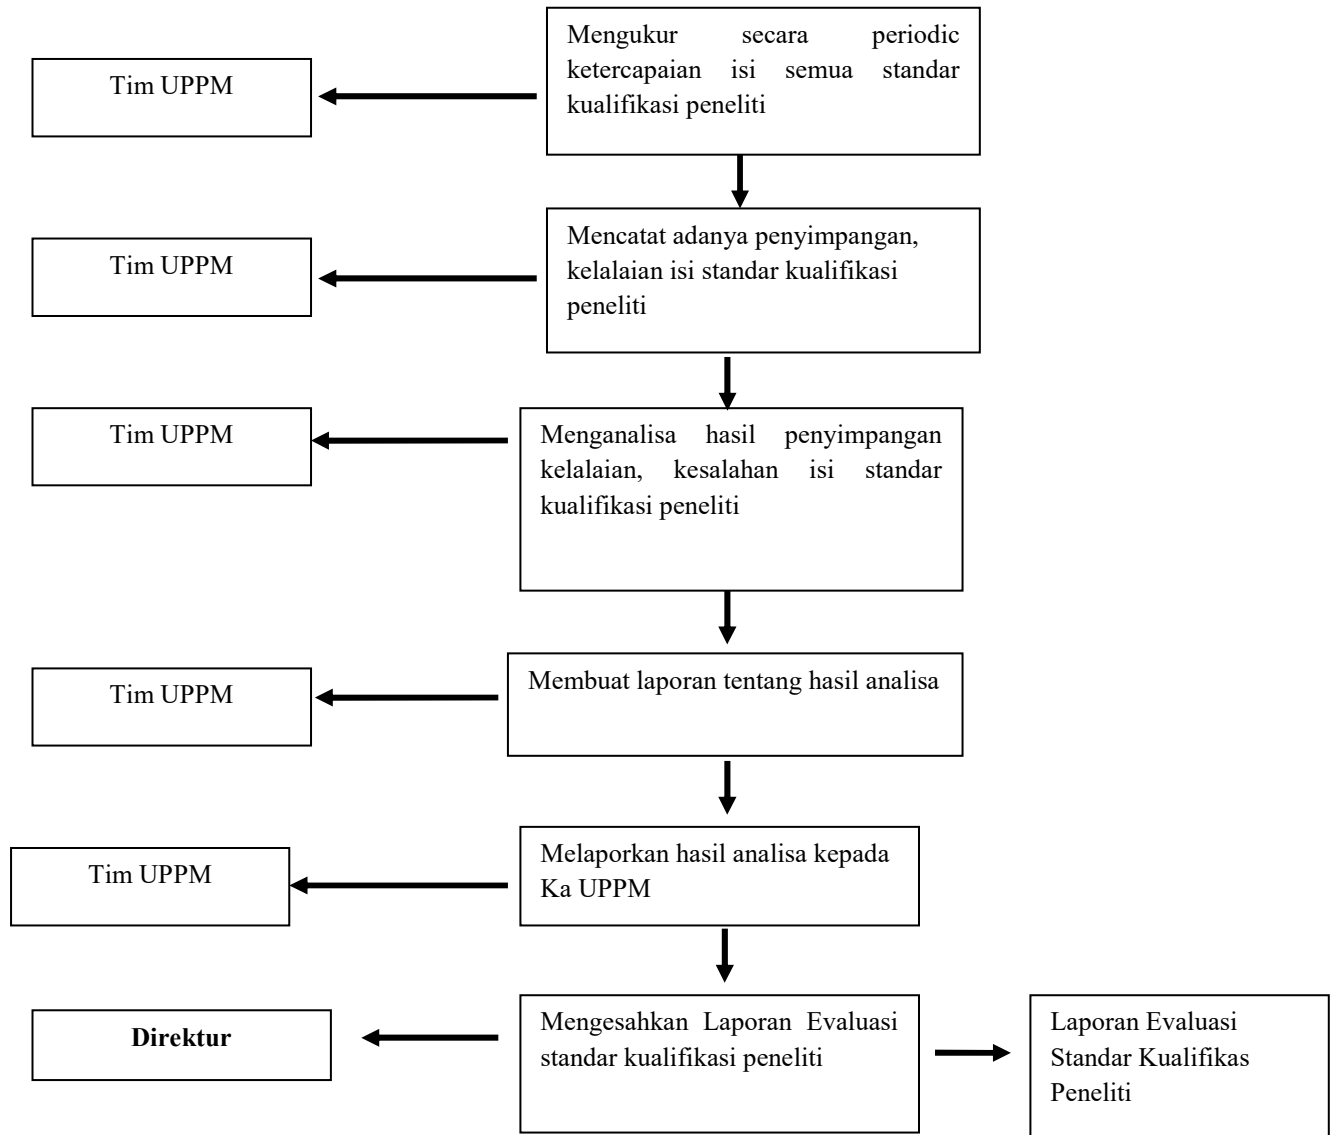 Mengukur secara periodic
ketercapaian isi semua standar
kualifikasi peneliti
Tim UPPM
Mencatat adanya penyimpangan,
kelalaian isi standar kualifikasi
peneliti
Tim UPPM
Menganalisa hasil penyimpangan
kelalaian, kesalahan isi standar
kualifikasi peneliti
Tim UPPM
Membuat laporan tentang hasil analisa
Tim UPPM
Melaporkan hasil analisa kepada
Ka UPPM
Tim UPPM
Mengesahkan Laporan Evaluasi
standar kualifikasi peneliti
Direktur
Laporan Evaluasi
Standar Kualifikas
Peneliti